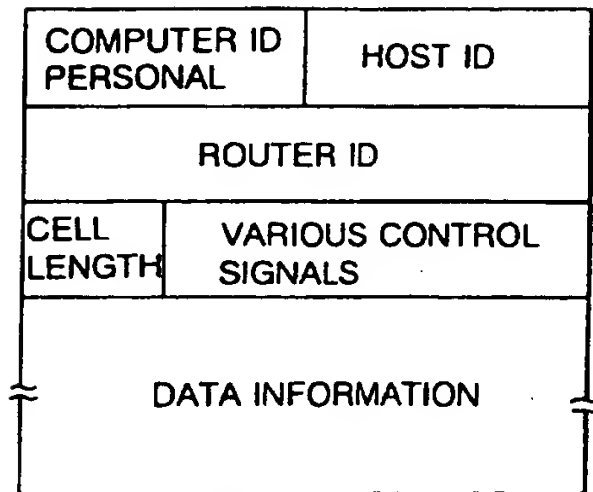 COMPUTER ID
PERSONAL
HOST ID
ROUTER ID
CELL
LENGTH
VARIOUS CONTROL
SIGNALS
DATA INFORMATION